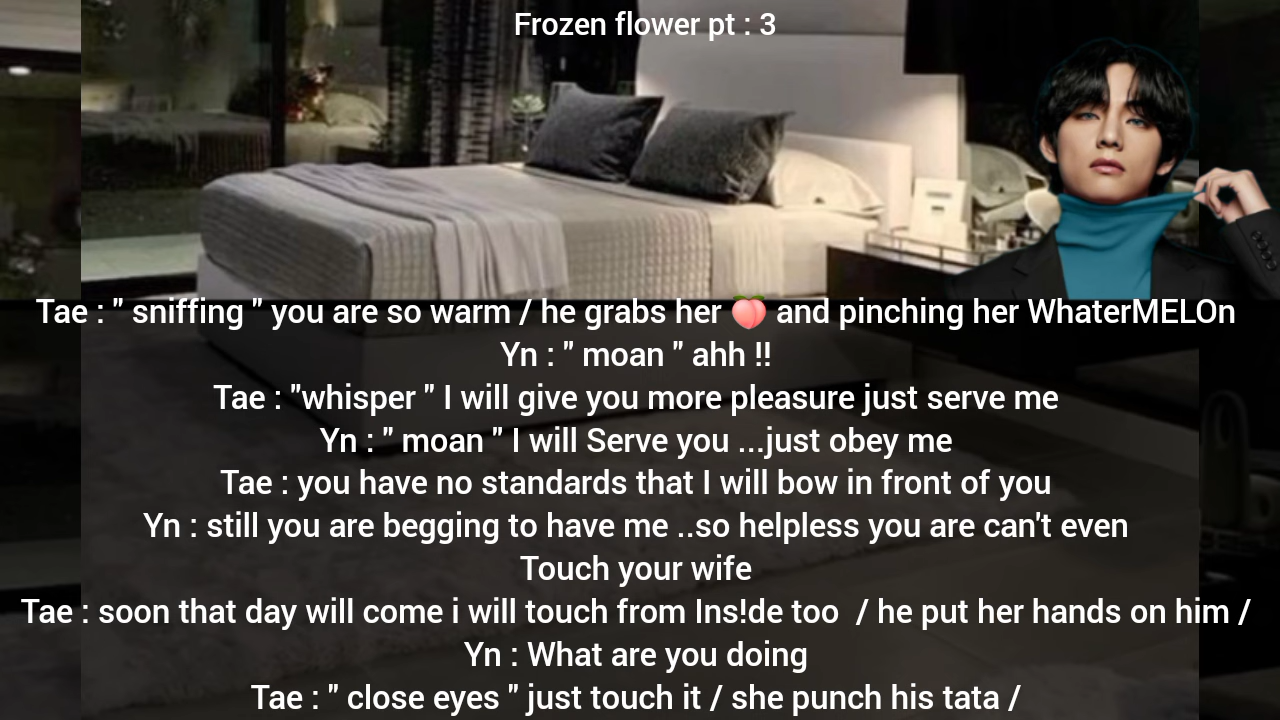 Frozen flower pt : 3
Tae : " sniffing " you are so warm / he grabs her 🍑 and pinching her WhaterMELOn
Yn : " moan " ahh !!
Tae : "whisper " I will give you more pleasure just serve me
Yn : " moan " I will Serve you ...just obey me
Tae : you have no standards that I will bow in front of you
Yn : still you are begging to have me ..so helpless you are can't even
Touch your wife
Tae : soon that day will come i will touch from Ins!de too / he put her hands on him /
Yn : What are you doing
Tae : " close eyes " just touch it / she punch his tata /